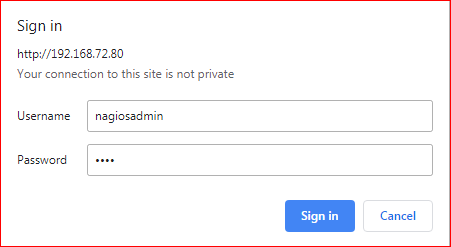 Sign in
http://192.168.72.80
Your connection to this site is not private
Username nagiosadmin
Password ••••
Sign in Cancel